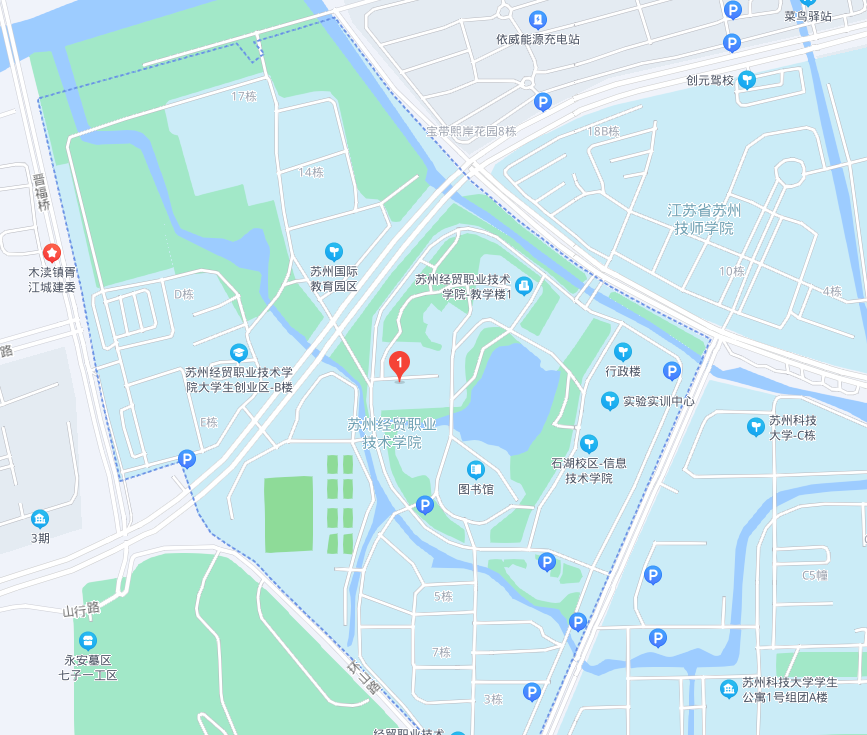 菜鸟驿站
依威能源充电站
P
P
P
创元驾校
17栋
宝带熙岸花园8栋
18B栋
14栋
晋福桥
江苏省苏州
技师学院
木渎镇胥
江城建委
苏州国际
教育园区
苏州经贸职业技术
学院-教学楼1
10栋
D栋
4栋
路
1
苏州经贸职业技术学
院大学生创业区-B楼
行政楼
P
实验实训中心
E栋
苏州经贸职业
技术学院
苏州科技
大学-C栋
P
石湖校区-信息
技术学院
图书馆
P
3期
P
P
C5幢
5栋
山行路
P
P
永安墓区
七子一工区
7栋
环山路
P
3栋
苏州科技大学学生
公寓1号组团A楼
经贸职业技术